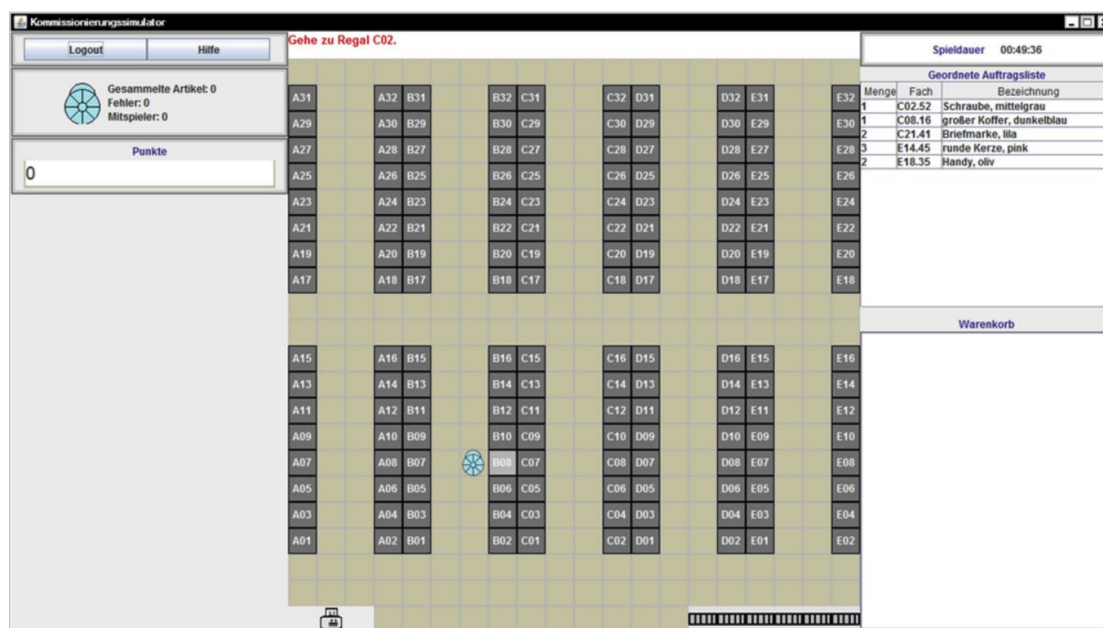 Kommissionierungssimulator
Logout Hilfe
Gesammelte Artikel: 0
Fehler: 0
Mitspieler: 0
Punkte
0
Gehe zu Regal C02.
A31 A32 B31 B32 C31 C32 D31 D32 E31 E32
A29 A30 B29 B30 C29 C30 D29 D30 E29 E30
A27 A28 B27 B28 C27 C28 D27 D28 E27 E28
A25 A26 B25 B26 C25 C26 D25 D26 E25 E26
A23 A24 B23 B24 C23 C24 D23 D24 E23 E24
A21 A22 B21 B22 C21 C22 D21 D22 E21 E22
A19 A20 B19 B20 C19 C20 D19 D20 E19 E20
A17 A18 B17 B18 C17 C18 D17 D18 E17 E18
A15 A16 B15 B16 C15 C16 D15 D16 E15 E16
A13 A14 B13 B14 C13 C14 D13 D14 E13 E14
A11 A12 B11 B12 C11 C12 D11 D12 E11 E12
A09 A10 B09 B10 C09 C10 D09 D10 E09 E10
A07 A08 B07 B08 C07 C08 D07 D08 E07 E08
A05 A06 B05 B06 C05 C06 D05 D06 E05 E06
A03 A04 B03 B04 C03 C04 D03 D04 E03 E04
A01 A02 B01 B02 C01 C02 D01 D02 E01 E02
Spieldauer 00:49:36
Geordnete Auftragsliste
Menge Fach Bezeichnung
1 C02.52 Schraube, mittelgrau
1 C08.16 großer Koffer, dunkelblau
2 C21.41 Briefmarke, lila
3 E14.45 runde Kerze, pink
2 E18.35 Handy, oliv
Warenkorb